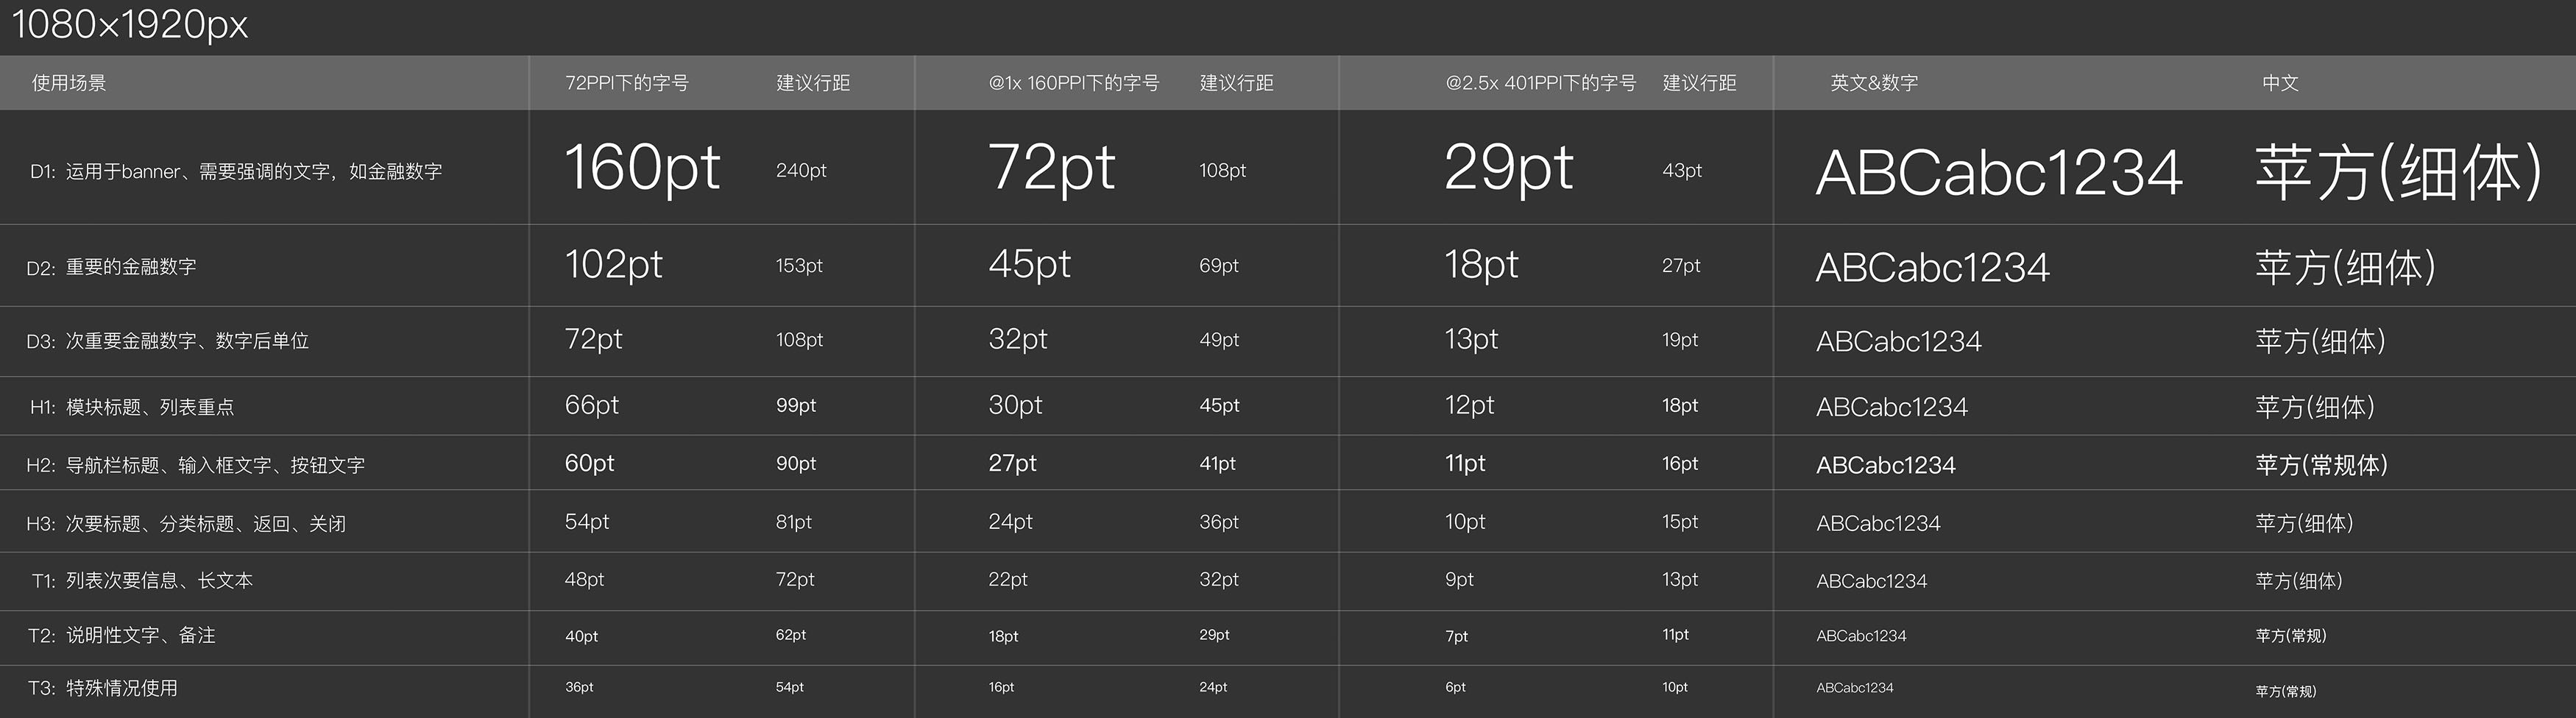 1080×1920px
使用场景 72PPI下的字号 建议行距 @1x 160PPI下的字号 建议行距 @2.5x 401PPI下的字号 建议行距 英文&数字 中文
D1: 运用于banner、需要强调的文字，如金融数字 160pt 240pt 72pt 108pt 29pt 43pt ABCabc1234 苹方(细体)
D2: 重要的金融数字 102pt 153pt 45pt 69pt 18pt 27pt ABCabc1234 苹方(细体)
D3: 次重要金融数字、数字后单位 72pt 108pt 32pt 49pt 13pt 19pt ABCabc1234 苹方(细体)
H1: 模块标题、列表重点 66pt 99pt 30pt 45pt 12pt 18pt ABCabc1234 苹方(细体)
H2: 导航栏标题、输入框文字、按钮文字 60pt 90pt 27pt 41pt 11pt 16pt ABCabc1234 苹方(常规体)
H3: 次要标题、分类标题、返回、关闭 54pt 81pt 24pt 36pt 10pt 15pt ABCabc1234 苹方(细体)
T1: 列表次要信息、长文本 48pt 72pt 22pt 32pt 9pt 13pt ABCabc1234 苹方(细体)
T2: 说明性文字、备注 40pt 62pt 18pt 29pt 7pt 11pt ABCabc1234 苹方(常规)
T3: 特殊情况使用 36pt 54pt 16pt 24pt 6pt 10pt ABCabc1234 苹方(常规)